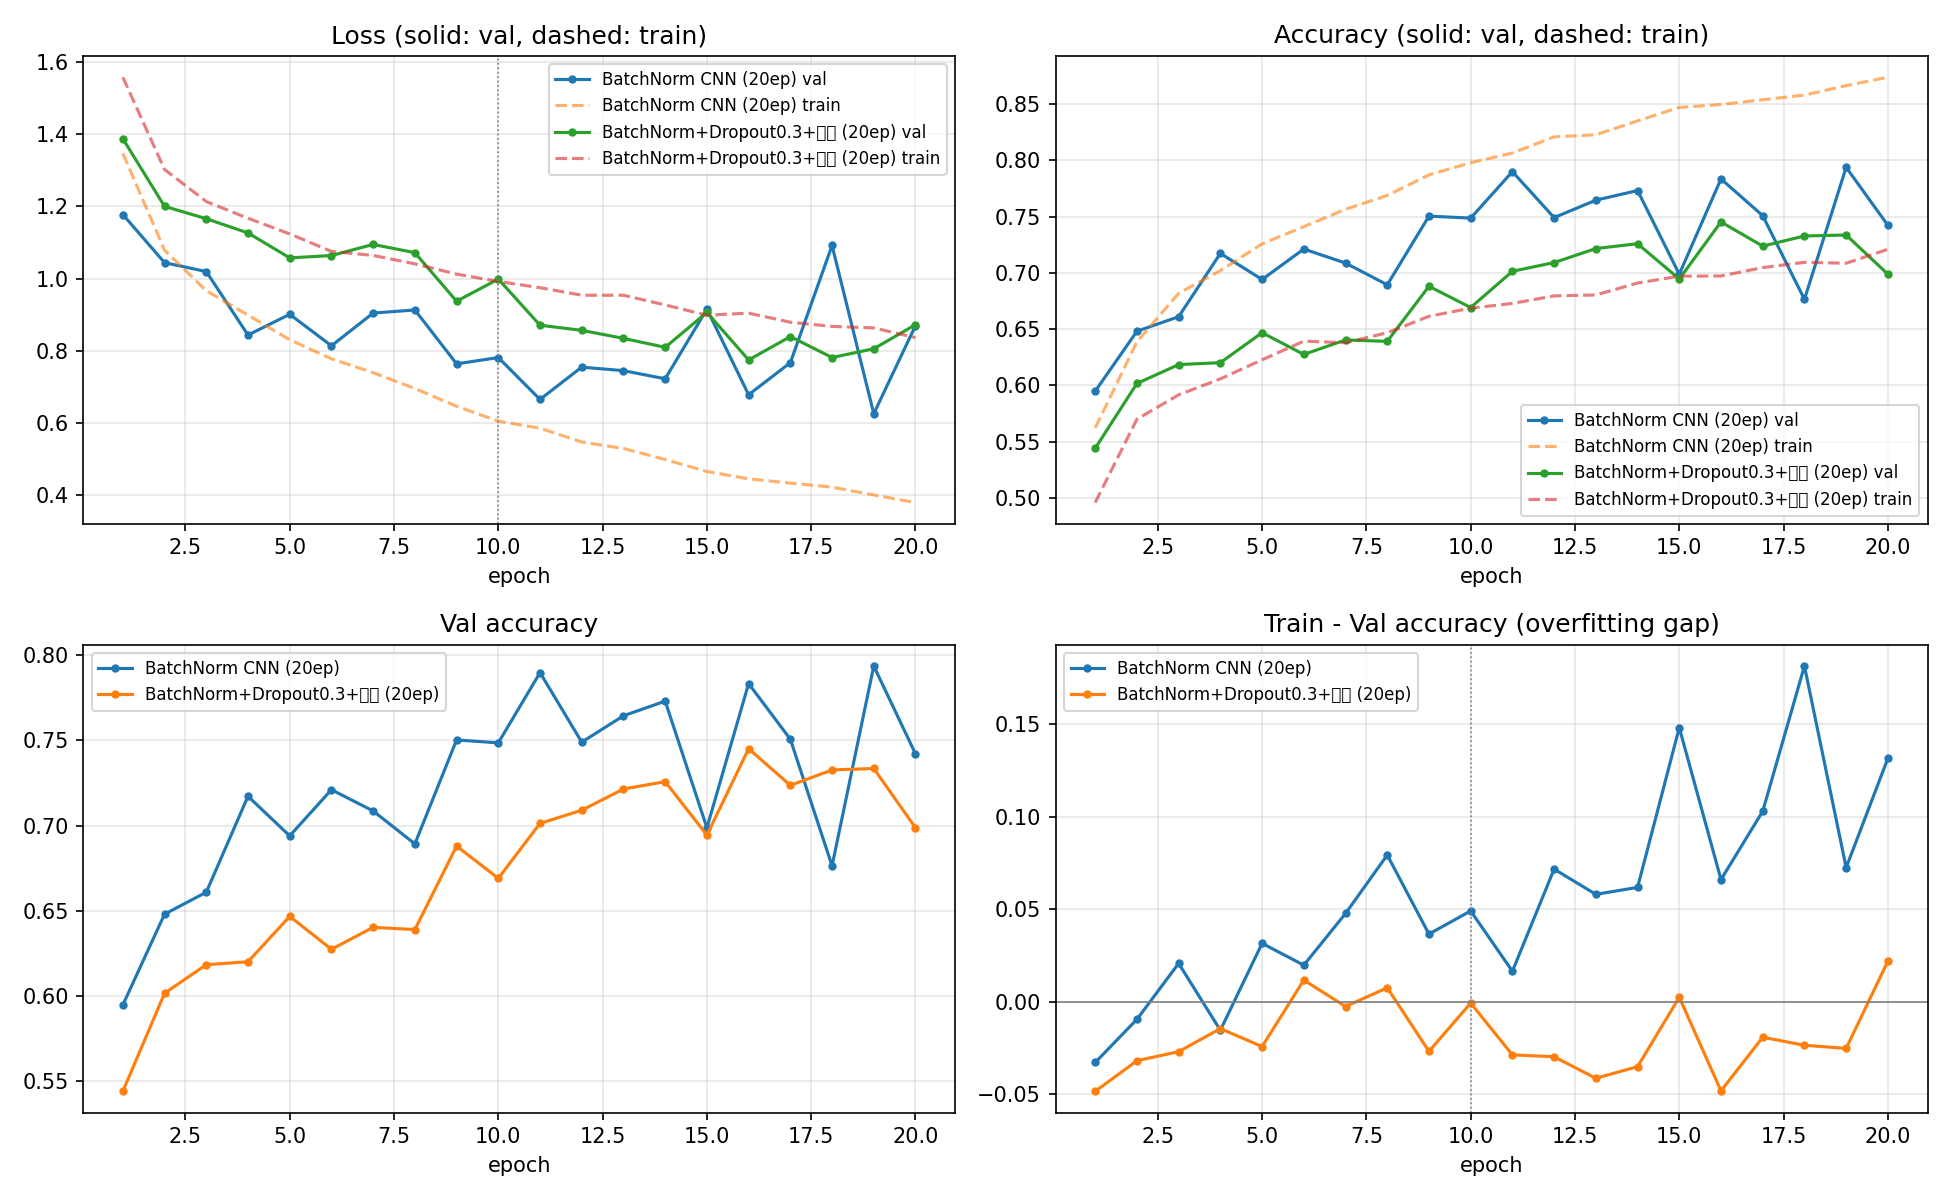 Loss (solid: val, dashed: train)
1.6
1.4
1.2
1.0
0.8
0.6
0.4
BatchNorm CNN (20ep) val
BatchNorm CNN (20ep) train
BatchNorm+Dropout0.3+□□ (20ep) val
BatchNorm+Dropout0.3+□□ (20ep) train
2.5 5.0 7.5 10.0 12.5 15.0 17.5 20.0
epoch
Accuracy (solid: val, dashed: train)
0.85
0.80
0.75
0.70
0.65
0.60
0.55
0.50
BatchNorm CNN (20ep) val
BatchNorm CNN (20ep) train
BatchNorm+Dropout0.3+□□ (20ep) val
BatchNorm+Dropout0.3+□□ (20ep) train
2.5 5.0 7.5 10.0 12.5 15.0 17.5 20.0
epoch
Val accuracy
0.80
0.75
0.70
0.65
0.60
0.55
BatchNorm CNN (20ep)
BatchNorm+Dropout0.3+□□ (20ep)
2.5 5.0 7.5 10.0 12.5 15.0 17.5 20.0
epoch
Train - Val accuracy (overfitting gap)
0.15
0.10
0.05
0.00
−0.05
BatchNorm CNN (20ep)
BatchNorm+Dropout0.3+□□ (20ep)
2.5 5.0 7.5 10.0 12.5 15.0 17.5 20.0
epoch